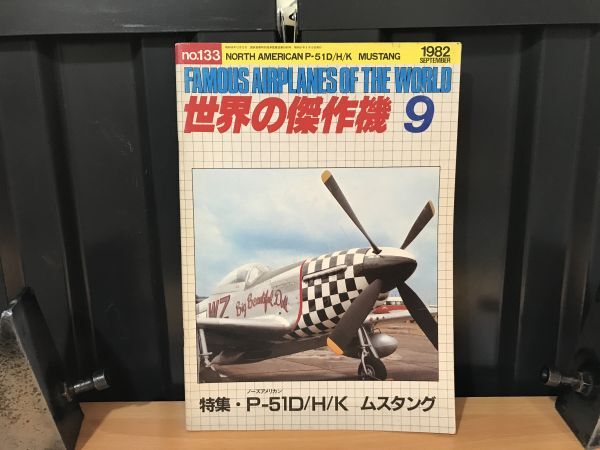 no.133 NORTH AMERICAN P-51D/H/K MUSTANG 1982 SEPTEMBER
FAMOUS AIRPLANES OF THE WORLD
世界の傑作機 9
WZ
Big Beautiful Doll
ノースアメリカン
特集・P-51D/H/K ムスタング